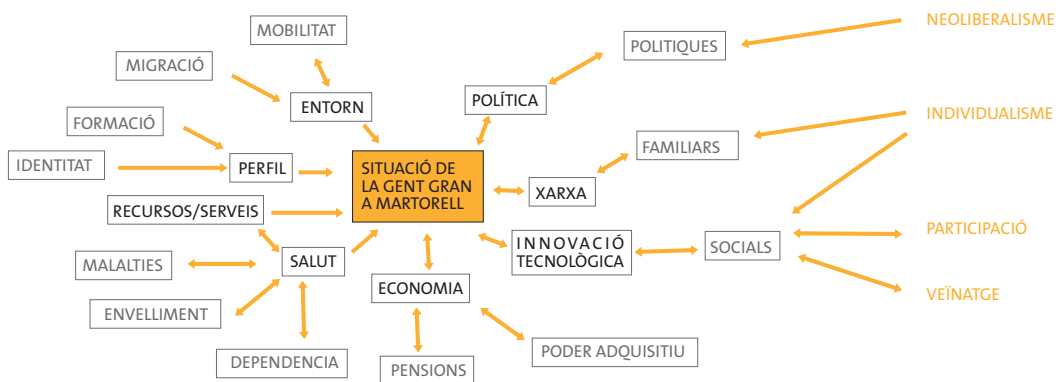 NEOLIBERALISME
MOBILITAT
POLITIQUES
MIGRACIÓ
POLÍTICA
ENTORN
INDIVIDUALISME
FORMACIÓ
FAMILIARS
IDENTITAT
PERFIL
SITUACIÓ DE
LA GENT GRAN
A MARTORELL
XARXA
RECURSOS/SERVEIS
PARTICIPACIÓ
INNOVACIÓ
TECNOLÒGICA
SOCIALS
MALALTIES
SALUT
ECONOMIA
VEÏNATGE
ENVELLIMENT
PODER ADQUISITIU
DEPENDENCIA
PENSIONS